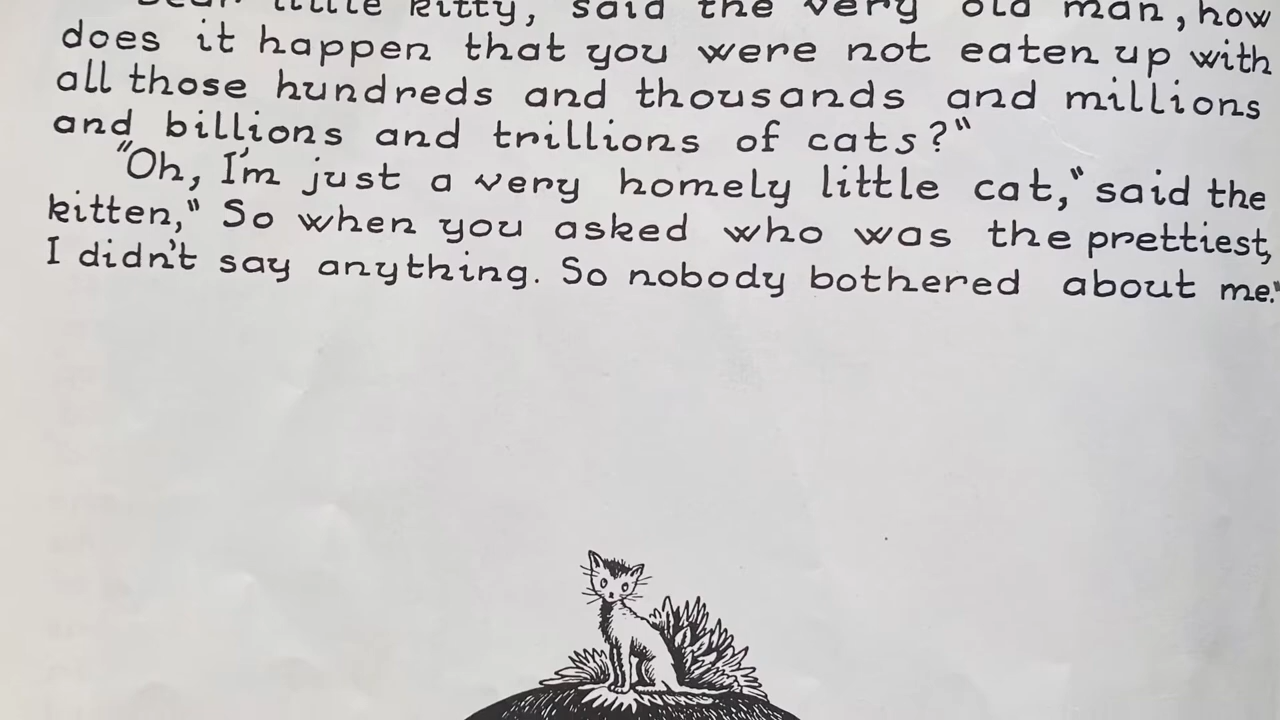 little kitty, said the very old man, how
does it happen that you were not eaten up with
all those hundreds and thousands and millions
and billions and trillions of cats?"
"Oh, I'm just a very homely little cat," said the
kitten," So when you asked who was the prettiest,
I didn't say anything. So nobody bothered about me."